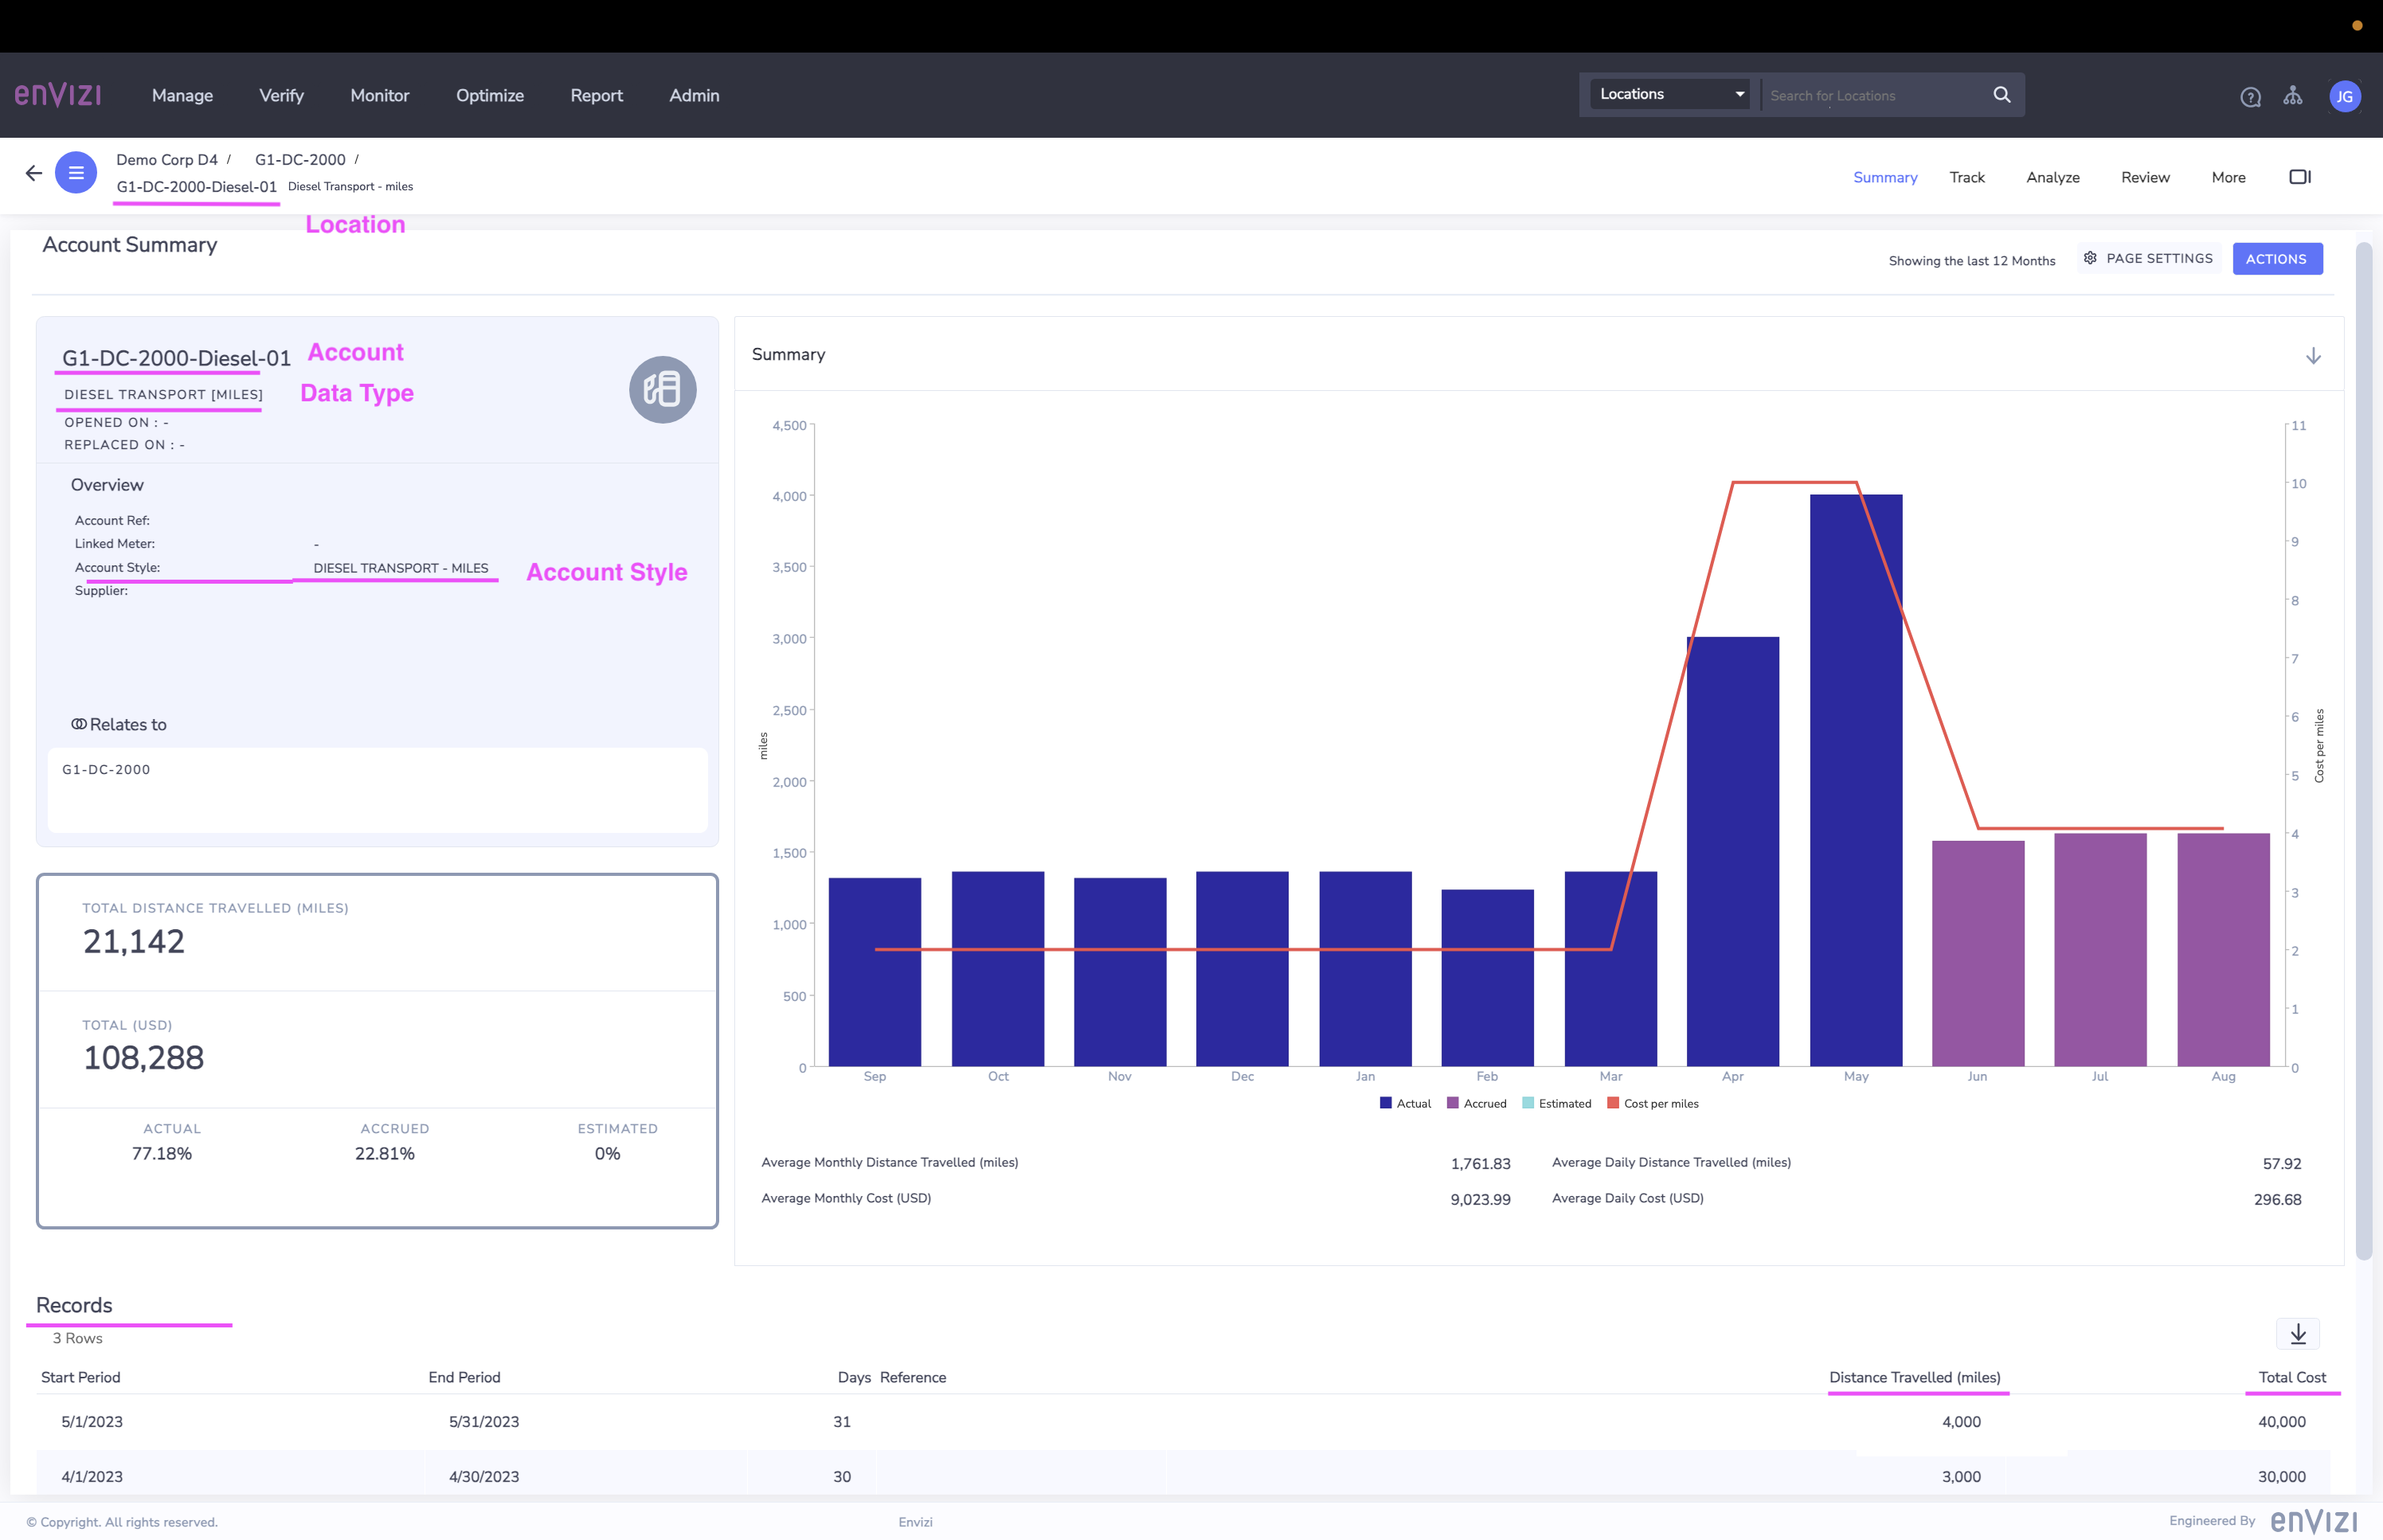 enVIZI
Manage Verify Monitor Optimize Report Admin
Locations Search for Locations
JG
Demo Corp D4 / G1-DC-2000 /
G1-DC-2000-Diesel-01 Diesel Transport - miles
Summary Track Analyze Review More
Location
Account Summary
Showing the last 12 Months PAGE SETTINGS ACTIONS
G1-DC-2000-Diesel-01 Account
DIESEL TRANSPORT [MILES] Data Type
OPENED ON : -
REPLACED ON : -
Overview
Account Ref:
Linked Meter: -
Account Style: DIESEL TRANSPORT - MILES Account Style
Supplier:
Relates to
G1-DC-2000
TOTAL DISTANCE TRAVELLED (MILES)
21,142
TOTAL (USD)
108,288
ACTUAL ACCRUED ESTIMATED
77.18% 22.81% 0%
Summary
4,500 11
4,000 10
3,500 9
3,000 8
2,500 7
2,000 6
1,500 5
1,000 4
500 3
0 2
1
0
miles
Cost per miles
Sep Oct Nov Dec Jan Feb Mar Apr May Jun Jul Aug
Actual Accrued Estimated Cost per miles
Average Monthly Distance Travelled (miles) 1,761.83 Average Daily Distance Travelled (miles) 57.92
Average Monthly Cost (USD) 9,023.99 Average Daily Cost (USD) 296.68
Records
3 Rows
Start Period End Period Days Reference Distance Travelled (miles) Total Cost
5/1/2023 5/31/2023 31 4,000 40,000
4/1/2023 4/30/2023 30 3,000 30,000
© Copyright. All rights reserved. Envizi Engineered By enVIZI